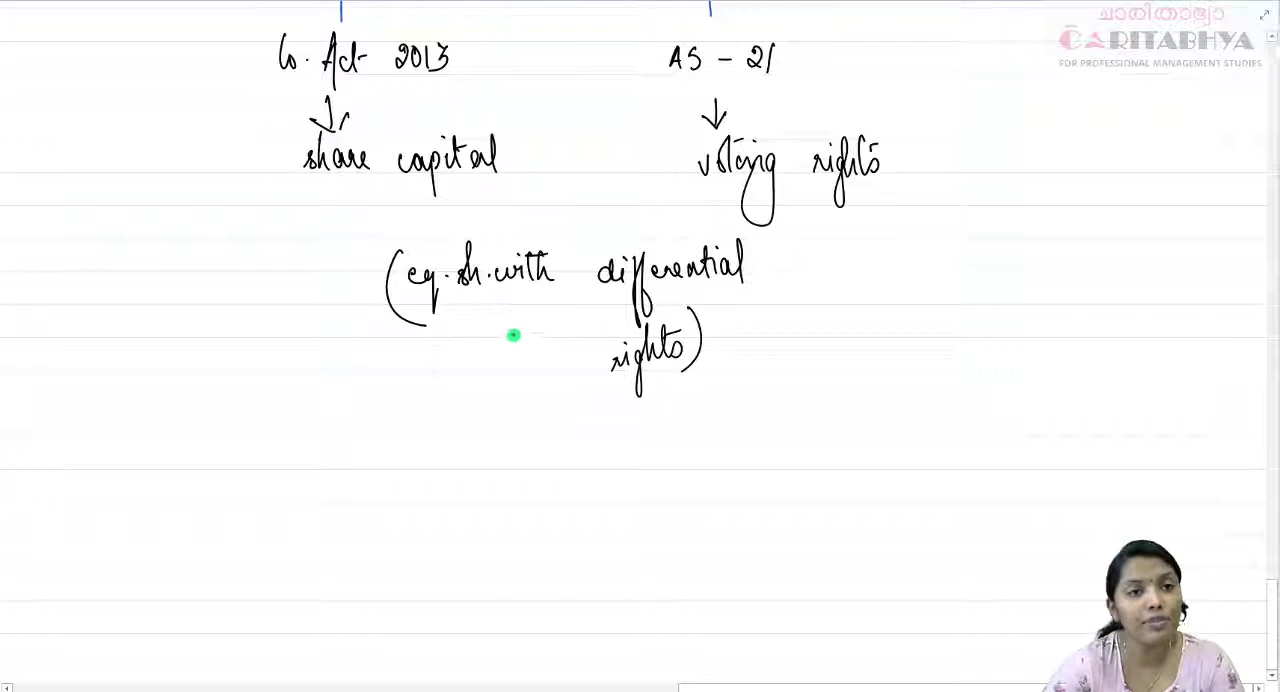 ചാരിതാഭ്യാ
CARITABHYA
FOR PROFESSIONAL MANAGEMENT STUDIES
Co. Act 2013
AS - 21
share capital
voting rights
(eq. sh. with differential
rights)